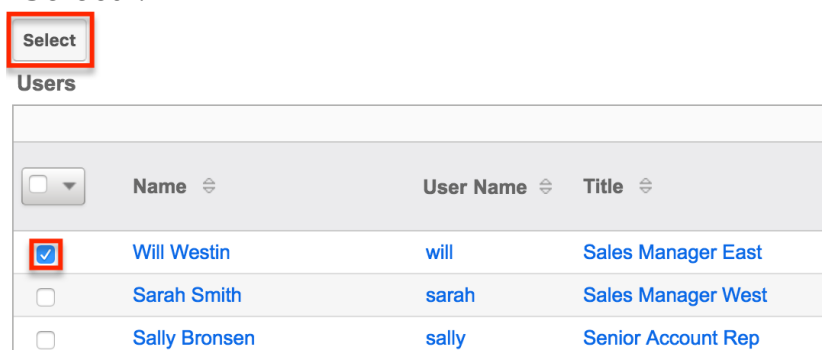 Select
Users
Name User Name Title
Will Westin will Sales Manager East
Sarah Smith sarah Sales Manager West
Sally Bronsen sally Senior Account Rep